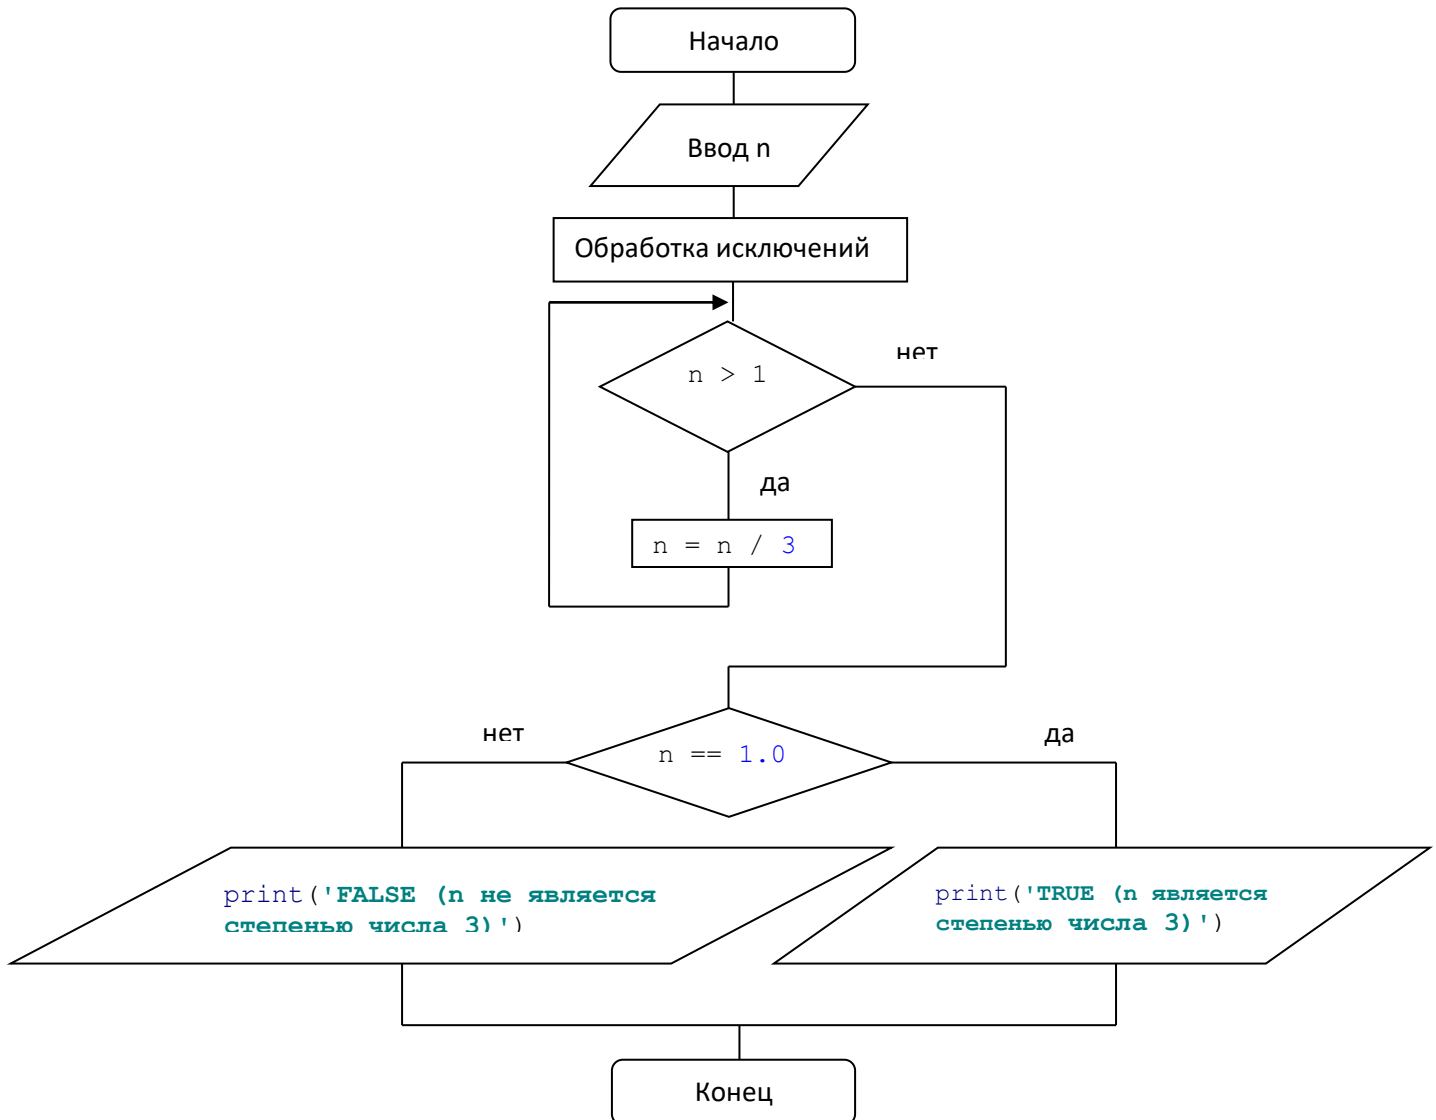 Начало
Ввод n
Обработка исключений
нет
n > 1
да
n = n / 3
нет
да
n == 1.0
print('FALSE (n не является
степенью числа 3)')
print('TRUE (n является
степенью числа 3)')
Конец